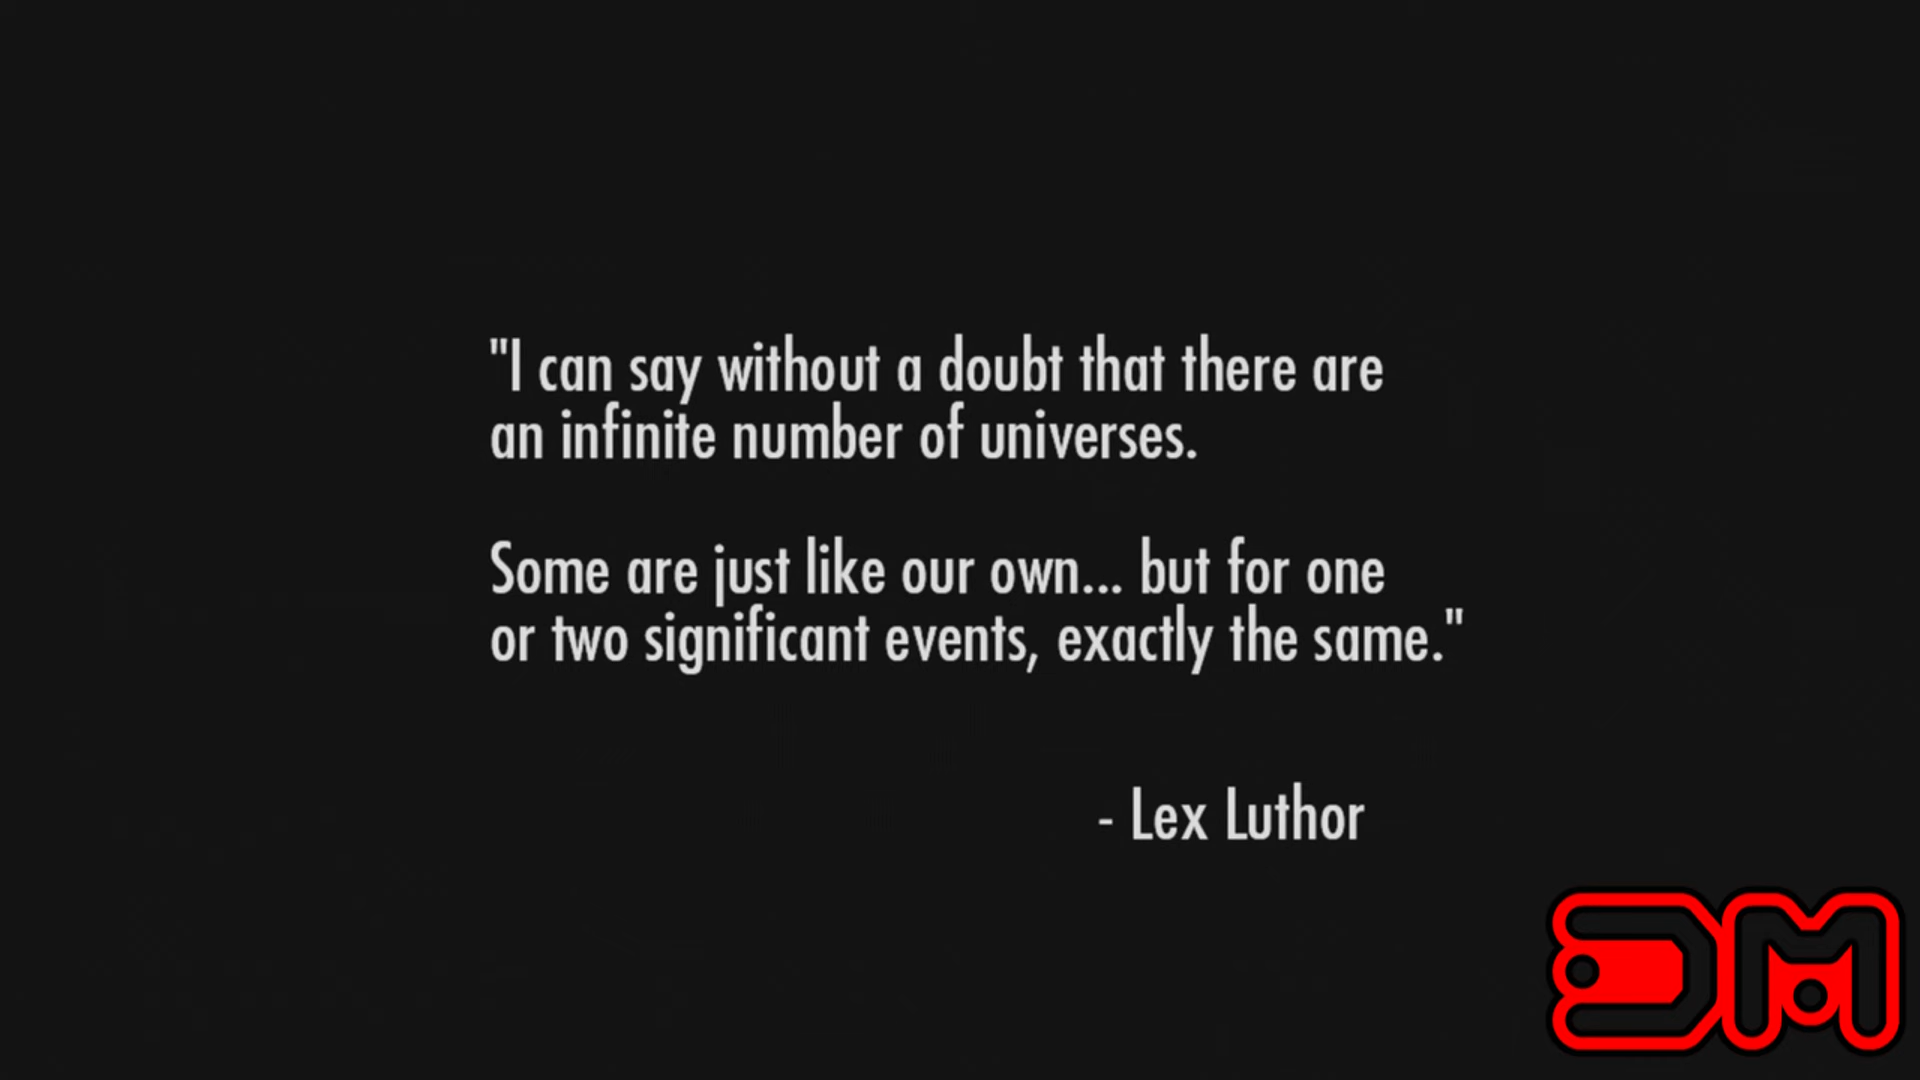 "I can say without a doubt that there are
an infinite number of universes.
Some are just like our own... but for one
or two significant events, exactly the same."
- Lex Luthor
DM